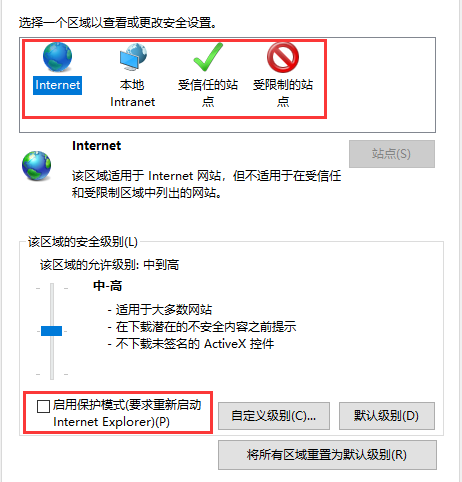 选择一个区域以查看或更改安全设置。
Internet
本地
Intranet
受信任的站
点
受限制的站
点
Internet
站点(S)
该区域适用于 Internet 网站，但不适用于在受信任
和受限制区域中列出的网站。
该区域的安全级别(L)
该区域的允许级别: 中到高
中-高
- 适用于大多数网站
- 在下载潜在的不安全内容之前提示
- 不下载未签名的 ActiveX 控件
启用保护模式(要求重新启动
Internet Explorer)(P)
自定义级别(C)...
默认级别(D)
将所有区域重置为默认级别(R)